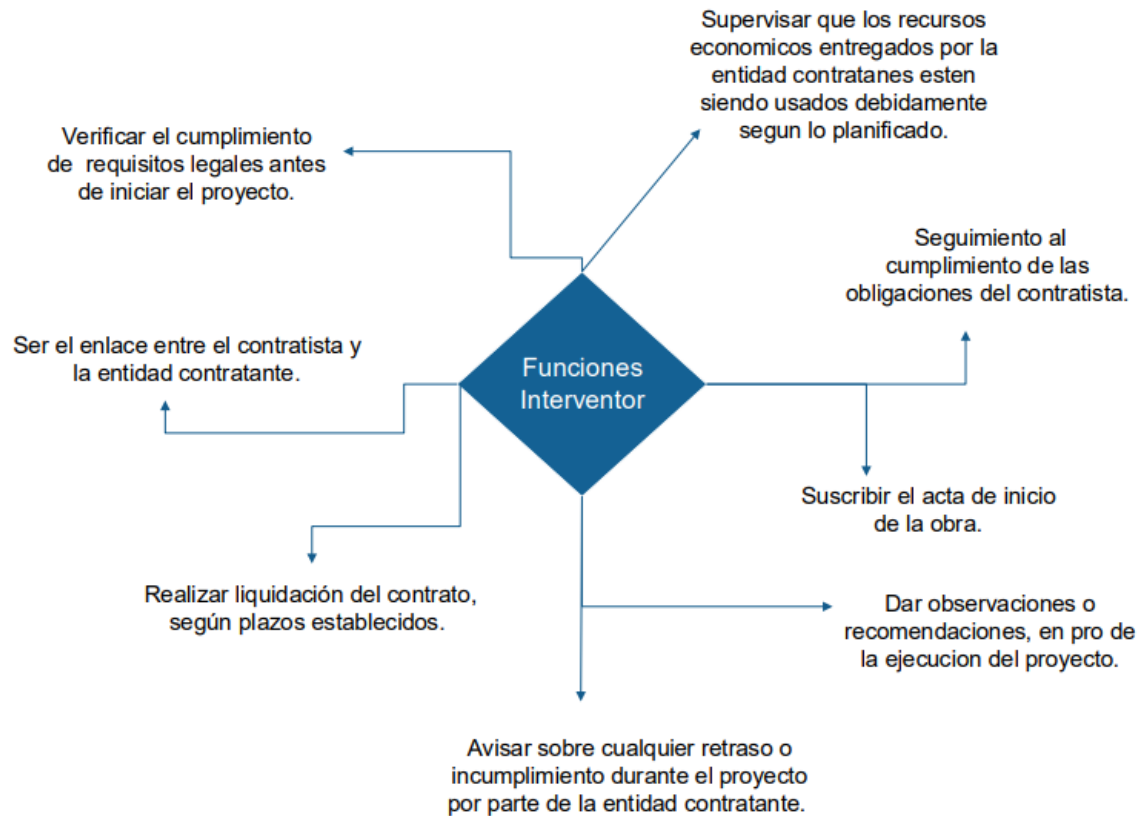 Supervisar que los recursos
economicos entregados por la
entidad contratanes esten
siendo usados debidamente
segun lo planificado.
Verificar el cumplimiento
de requisitos legales antes
de iniciar el proyecto.
Seguimiento al
cumplimiento de las
obligaciones del contratista.
Ser el enlace entre el contratista y
la entidad contratante.
Funciones
Interventor
Suscribir el acta de inicio
de la obra.
Realizar liquidación del contrato,
según plazos establecidos.
Dar observaciones o
recomendaciones, en pro de
la ejecucion del proyecto.
Avisar sobre cualquier retraso o
incumplimiento durante el proyecto
por parte de la entidad contratante.